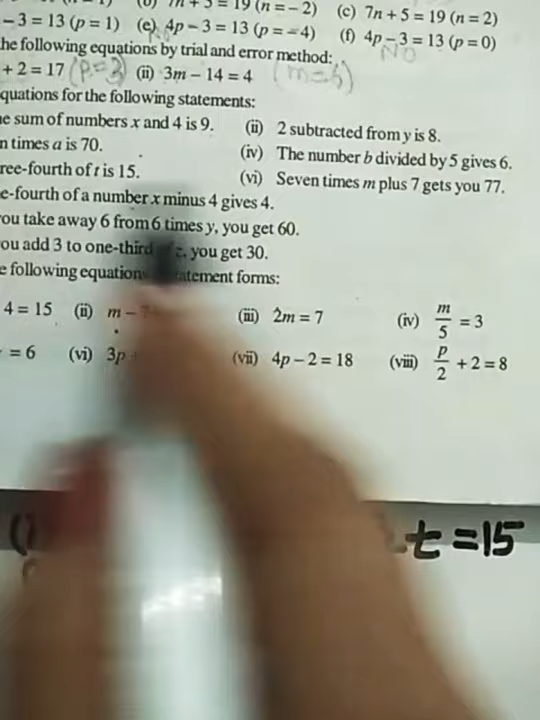 7n + 5 = 19 (n = – 2) (c) 7n + 5 = 19 (n = 2)
– 3 = 13 (p = 1) (e) 4p – 3 = 13 (p = – 4) (f) 4p – 3 = 13 (p = 0)
NO
he following equations by trial and error method:
+ 2 = 17 (p=3) (ii) 3m – 14 = 4 (m=6)
quations for the following statements:
e sum of numbers x and 4 is 9. (ii) 2 subtracted from y is 8.
n times a is 70. (iv) The number b divided by 5 gives 6.
ree-fourth of t is 15. (vi) Seven times m plus 7 gets you 77.
e-fourth of a number x minus 4 gives 4.
ou take away 6 from 6 times y, you get 60.
ou add 3 to one-third z, you get 30.
e following equations tatement forms:
4 = 15 (ii) m – 7 (iii) 2m = 7 (iv) m/5 = 3
= 6 (vi) 3p (vii) 4p – 2 = 18 (viii) p/2 + 2 = 8
t = 15